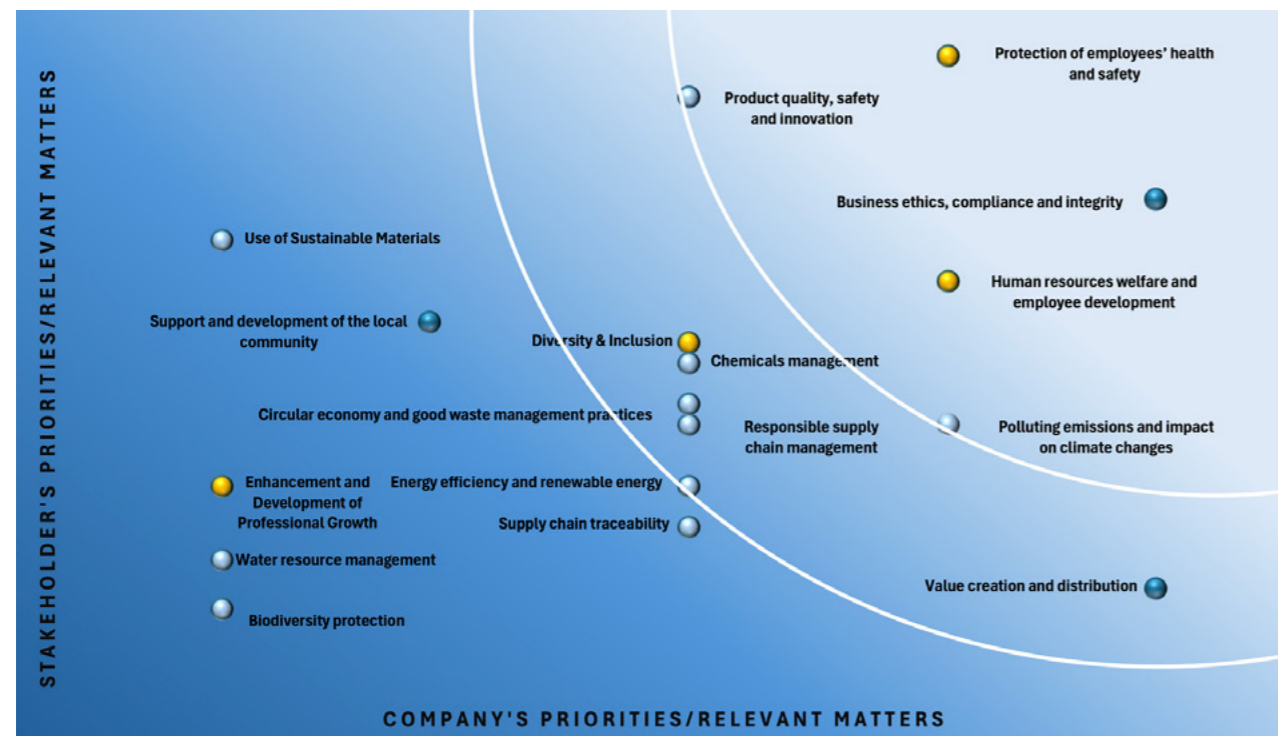 STAKEHOLDER'S PRIORITIES/RELEVANT MATTERS
Protection of employees' health
and safety
Product quality, safety
and innovation
Business ethics, compliance and integrity
Use of Sustainable Materials
Human resources welfare and
employee development
Support and development of the local
community
Diversity & Inclusion
Chemicals management
Circular economy and good waste management practices
Responsible supply
chain management
Polluting emissions and impact
on climate changes
Enhancement and
Development of
Professional Growth
Energy efficiency and renewable energy
Supply chain traceability
Water resource management
Value creation and distribution
Biodiversity protection
COMPANY'S PRIORITIES/RELEVANT MATTERS